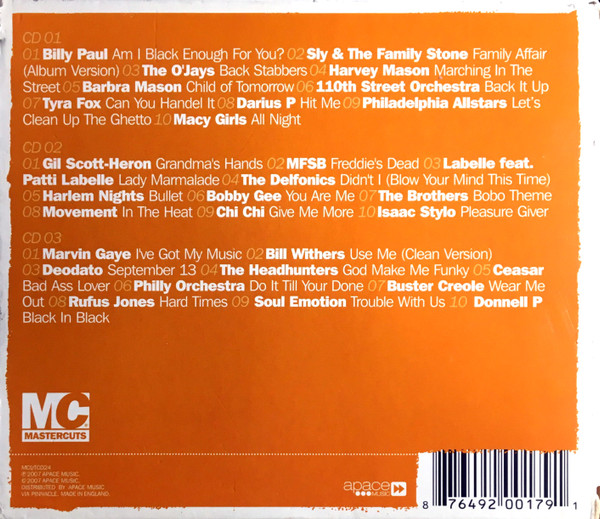 CD 01
01 Billy Paul Am I Black Enough For You? 02 Sly & The Family Stone Family Affair
(Album Version) 03 The O'Jays Back Stabbers 04 Harvey Mason Marching In The
Street 05 Barbra Mason Child of Tomorrow 06 110th Street Orchestra Back It Up
07 Tyra Fox Can You Handel It 08 Darius P Hit Me 09 Philadelphia Allstars Let's
Clean Up The Ghetto 10 Macy Girls All Night
CD 02
01 Gil Scott-Heron Grandma's Hands 02 MFSB Freddie's Dead 03 Labelle feat.
Patti Labelle Lady Marmalade 04 The Delfonics Didn't I (Blow Your Mind This Time)
05 Harlem Nights Bullet 06 Bobby Gee You Are Me 07 The Brothers Bobo Theme
08 Movement In The Heat 09 Chi Chi Give Me More 10 Isaac Stylo Pleasure Giver
CD 03
01 Marvin Gaye I've Got My Music 02 Bill Withers Use Me (Clean Version)
03 Deodato September 13 04 The Headhunters God Make Me Funky 05 Ceasar
Bad Ass Lover 06 Philly Orchestra Do It Till Your Done 07 Buster Creole Wear Me
Out 08 Rufus Jones Hard Times 09 Soul Emotion Trouble With Us 10 Donnell P
Black In Black
MC
MASTERCUTS
℗ 2007 APACE MUSIC.
© 2007 APACE MUSIC.
DISTRIBUTED BY APACE MUSIC
VIA PINNACLE. MADE IN ENGLAND.
apace
MUSIC
8 76492 00179 1